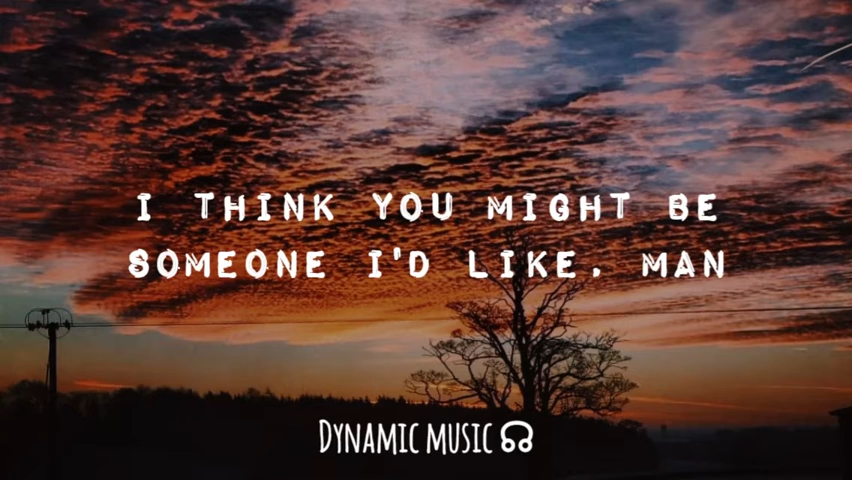 I THINK YOU MIGHT BE
SOMEONE I'D LIKE. MAN
DYNAMIC MUSIC ☊